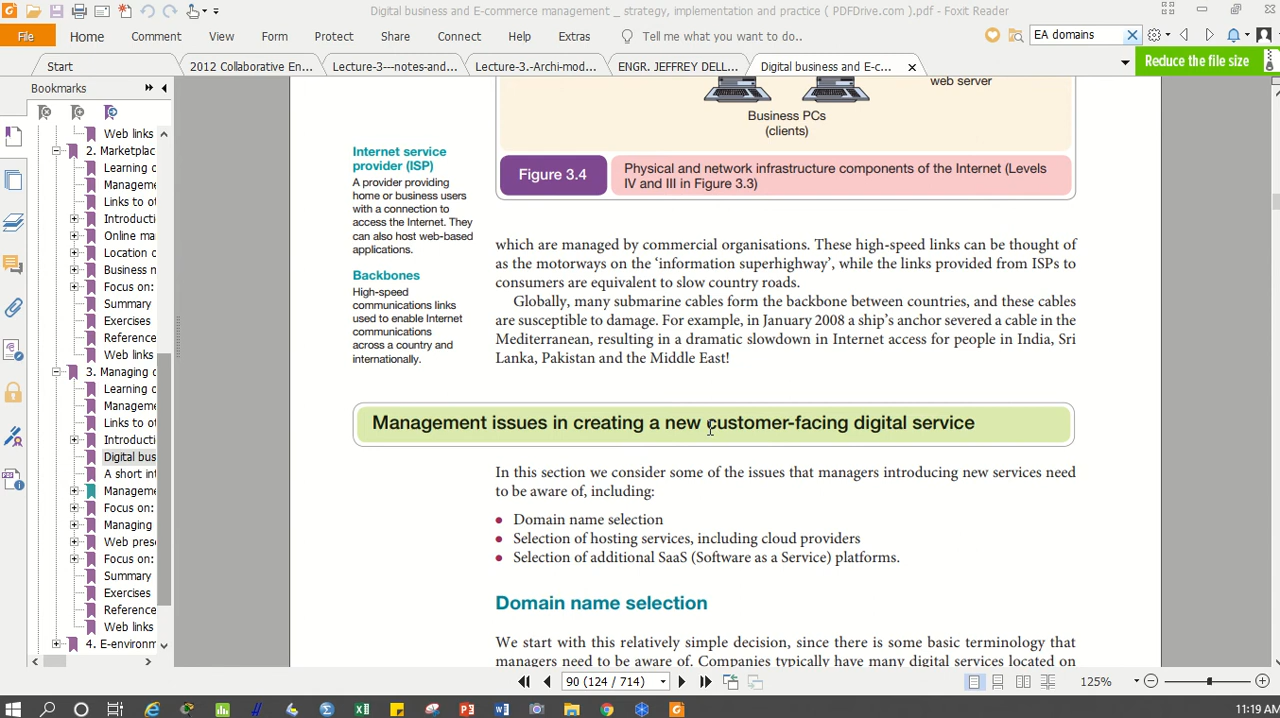 Digital business and E-commerce management _ strategy, implementation and practice ( PDFDrive.com ).pdf - Foxit Reader
File Home Comment View Form Protect Share Connect Help Extras Tell me what you want to do.. EA domains
Start 2012 Collaborative En... Lecture-3---notes-and... Lecture-3.-Archinod... ENGR. JEFFREY DELL... Digital business and E-c... Reduce the file size
Bookmarks
Web links
2. Marketplac
Learning o
Manageme
Links to ot
Introducti
Online ma
Location o
Business n
Focus on:
Summary
Exercises
Reference
Web links
3. Managing d
Learning o
Manageme
Links to ot
Introducti
Digital bus
A short int
Manageme
Focus on:
Managing
Web prese
Focus on:
Summary
Exercises
Reference
Web links
4. E-environm
web server
Business PCs
(clients)
Figure 3.4
Physical and network infrastructure components of the Internet (Levels
IV and III in Figure 3.3)
Internet service
provider (ISP)
A provider providing
home or business users
with a connection to
access the Internet. They
can also host web-based
applications.
Backbones
High-speed
communications links
used to enable Internet
communications
across a country and
internationally.
which are managed by commercial organisations. These high-speed links can be thought of
as the motorways on the ‘information superhighway’, while the links provided from ISPs to
consumers are equivalent to slow country roads.
Globally, many submarine cables form the backbone between countries, and these cables
are susceptible to damage. For example, in January 2008 a ship’s anchor severed a cable in the
Mediterranean, resulting in a dramatic slowdown in Internet access for people in India, Sri
Lanka, Pakistan and the Middle East!
Management issues in creating a new customer-facing digital service
In this section we consider some of the issues that managers introducing new services need
to be aware of, including:
• Domain name selection
• Selection of hosting services, including cloud providers
• Selection of additional SaaS (Software as a Service) platforms.
Domain name selection
We start with this relatively simple decision, since there is some basic terminology that
managers need to be aware of. Companies typically have many digital services located on
90 (124 / 714) 125%
11:19 AM